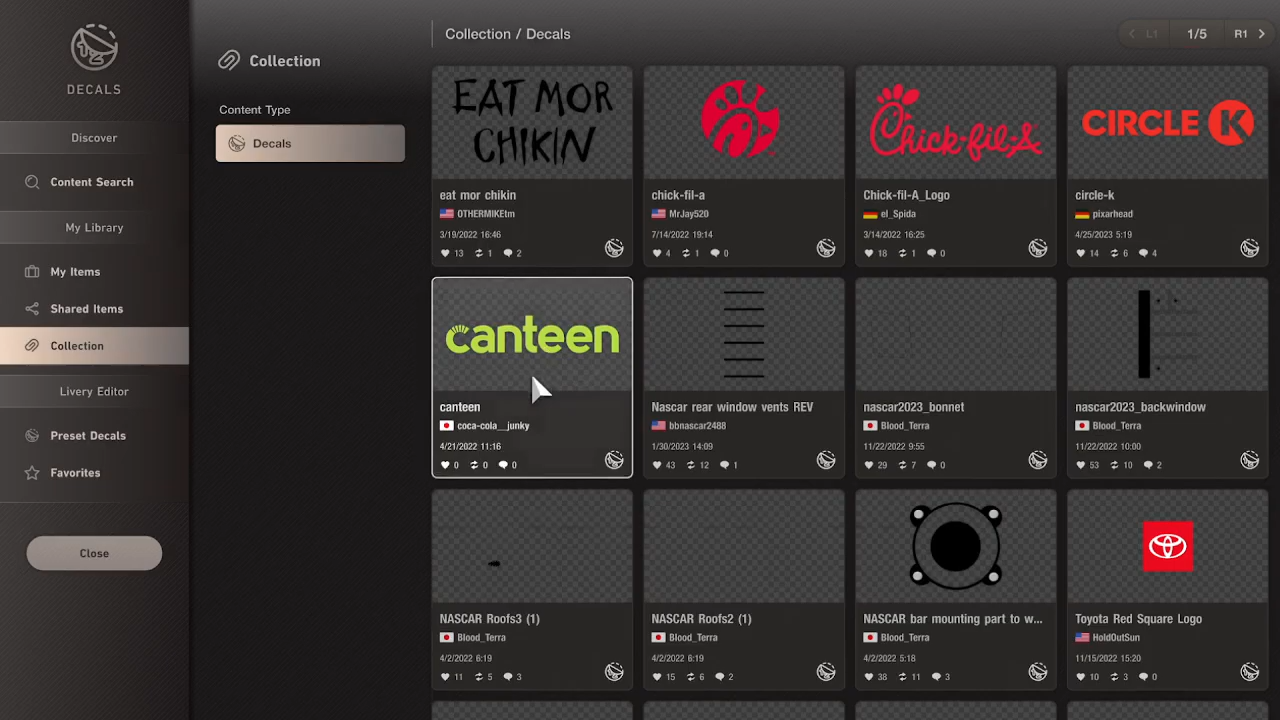 DECALS
Discover
Content Search
My Library
My Items
Shared Items
Collection
Livery Editor
Preset Decals
Favorites
Close
Collection
Content Type
Decals
Collection / Decals
L1
1/5
R1
EAT MOR
CHIKIN
eat mor chikin
OTHERMIKEtm
3/19/2022 16:46
13 1 2
chick-fil-a
MrJay520
7/14/2022 19:14
4 1 0
Chick-fil-A
Chick-fil-A_Logo
el_Spida
3/14/2022 16:25
18 1 0
CIRCLE K
circle-k
pixarhead
4/25/2023 5:19
14 6 4
canteen
canteen
coca-cola__junky
4/21/2022 11:16
0 0 0
Nascar rear window vents REV
bbnascar2488
1/30/2023 14:09
43 12 1
nascar2023_bonnet
Blood_Terra
11/22/2022 9:55
29 7 0
nascar2023_backwindow
Blood_Terra
11/22/2022 10:00
53 10 2
NASCAR Roofs3 (1)
Blood_Terra
4/2/2022 6:19
11 5 3
NASCAR Roofs2 (1)
Blood_Terra
4/2/2022 6:19
15 6 2
NASCAR bar mounting part to w...
Blood_Terra
4/2/2022 5:18
38 11 3
Toyota Red Square Logo
HoldOutSun
11/15/2022 15:20
10 3 0